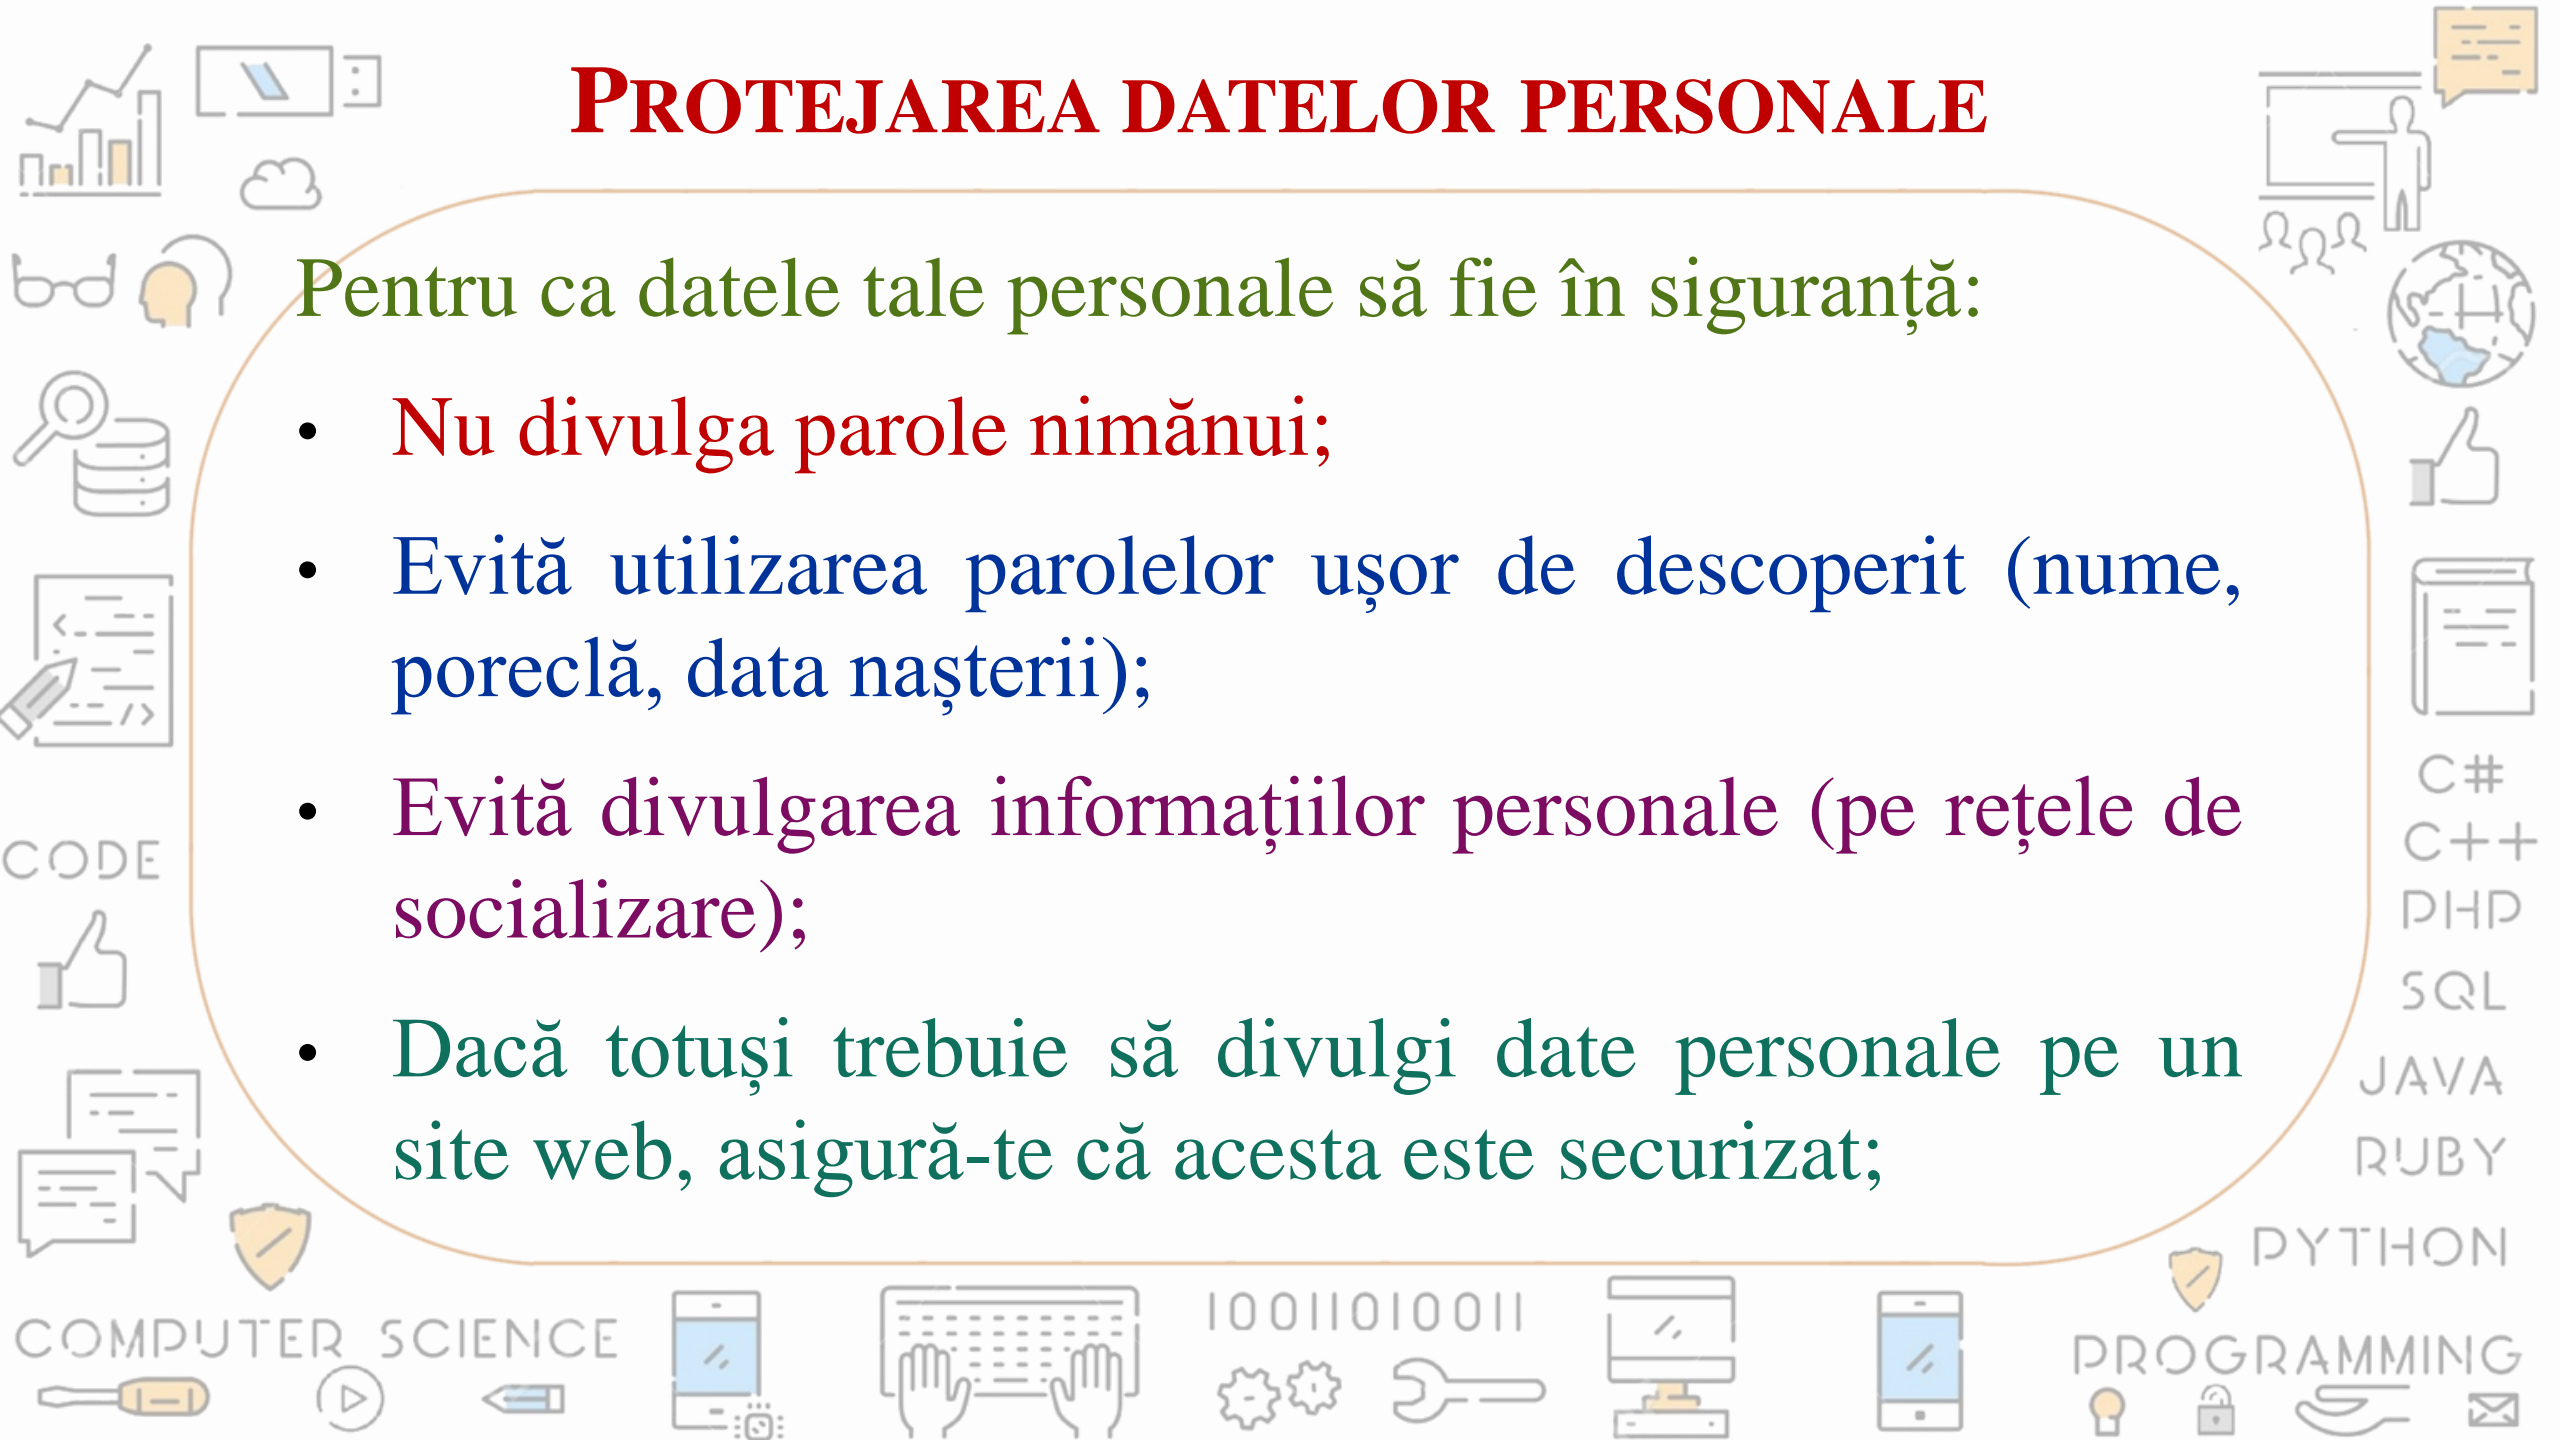 PROTEJAREA DATELOR PERSONALE
Pentru ca datele tale personale să fie în siguranță:
• Nu divulga parole nimănui;
• Evită utilizarea parolelor ușor de descoperit (nume,
poreclă, data nașterii);
• Evită divulgarea informațiilor personale (pe rețele de
socializare);
• Dacă totuși trebuie să divulgi date personale pe un
site web, asigură-te că acesta este securizat;
CODE
C#
C++
PHP
SQL
JAVA
RUBY
PYTHON
COMPUTER SCIENCE
10011010011
PROGRAMMING